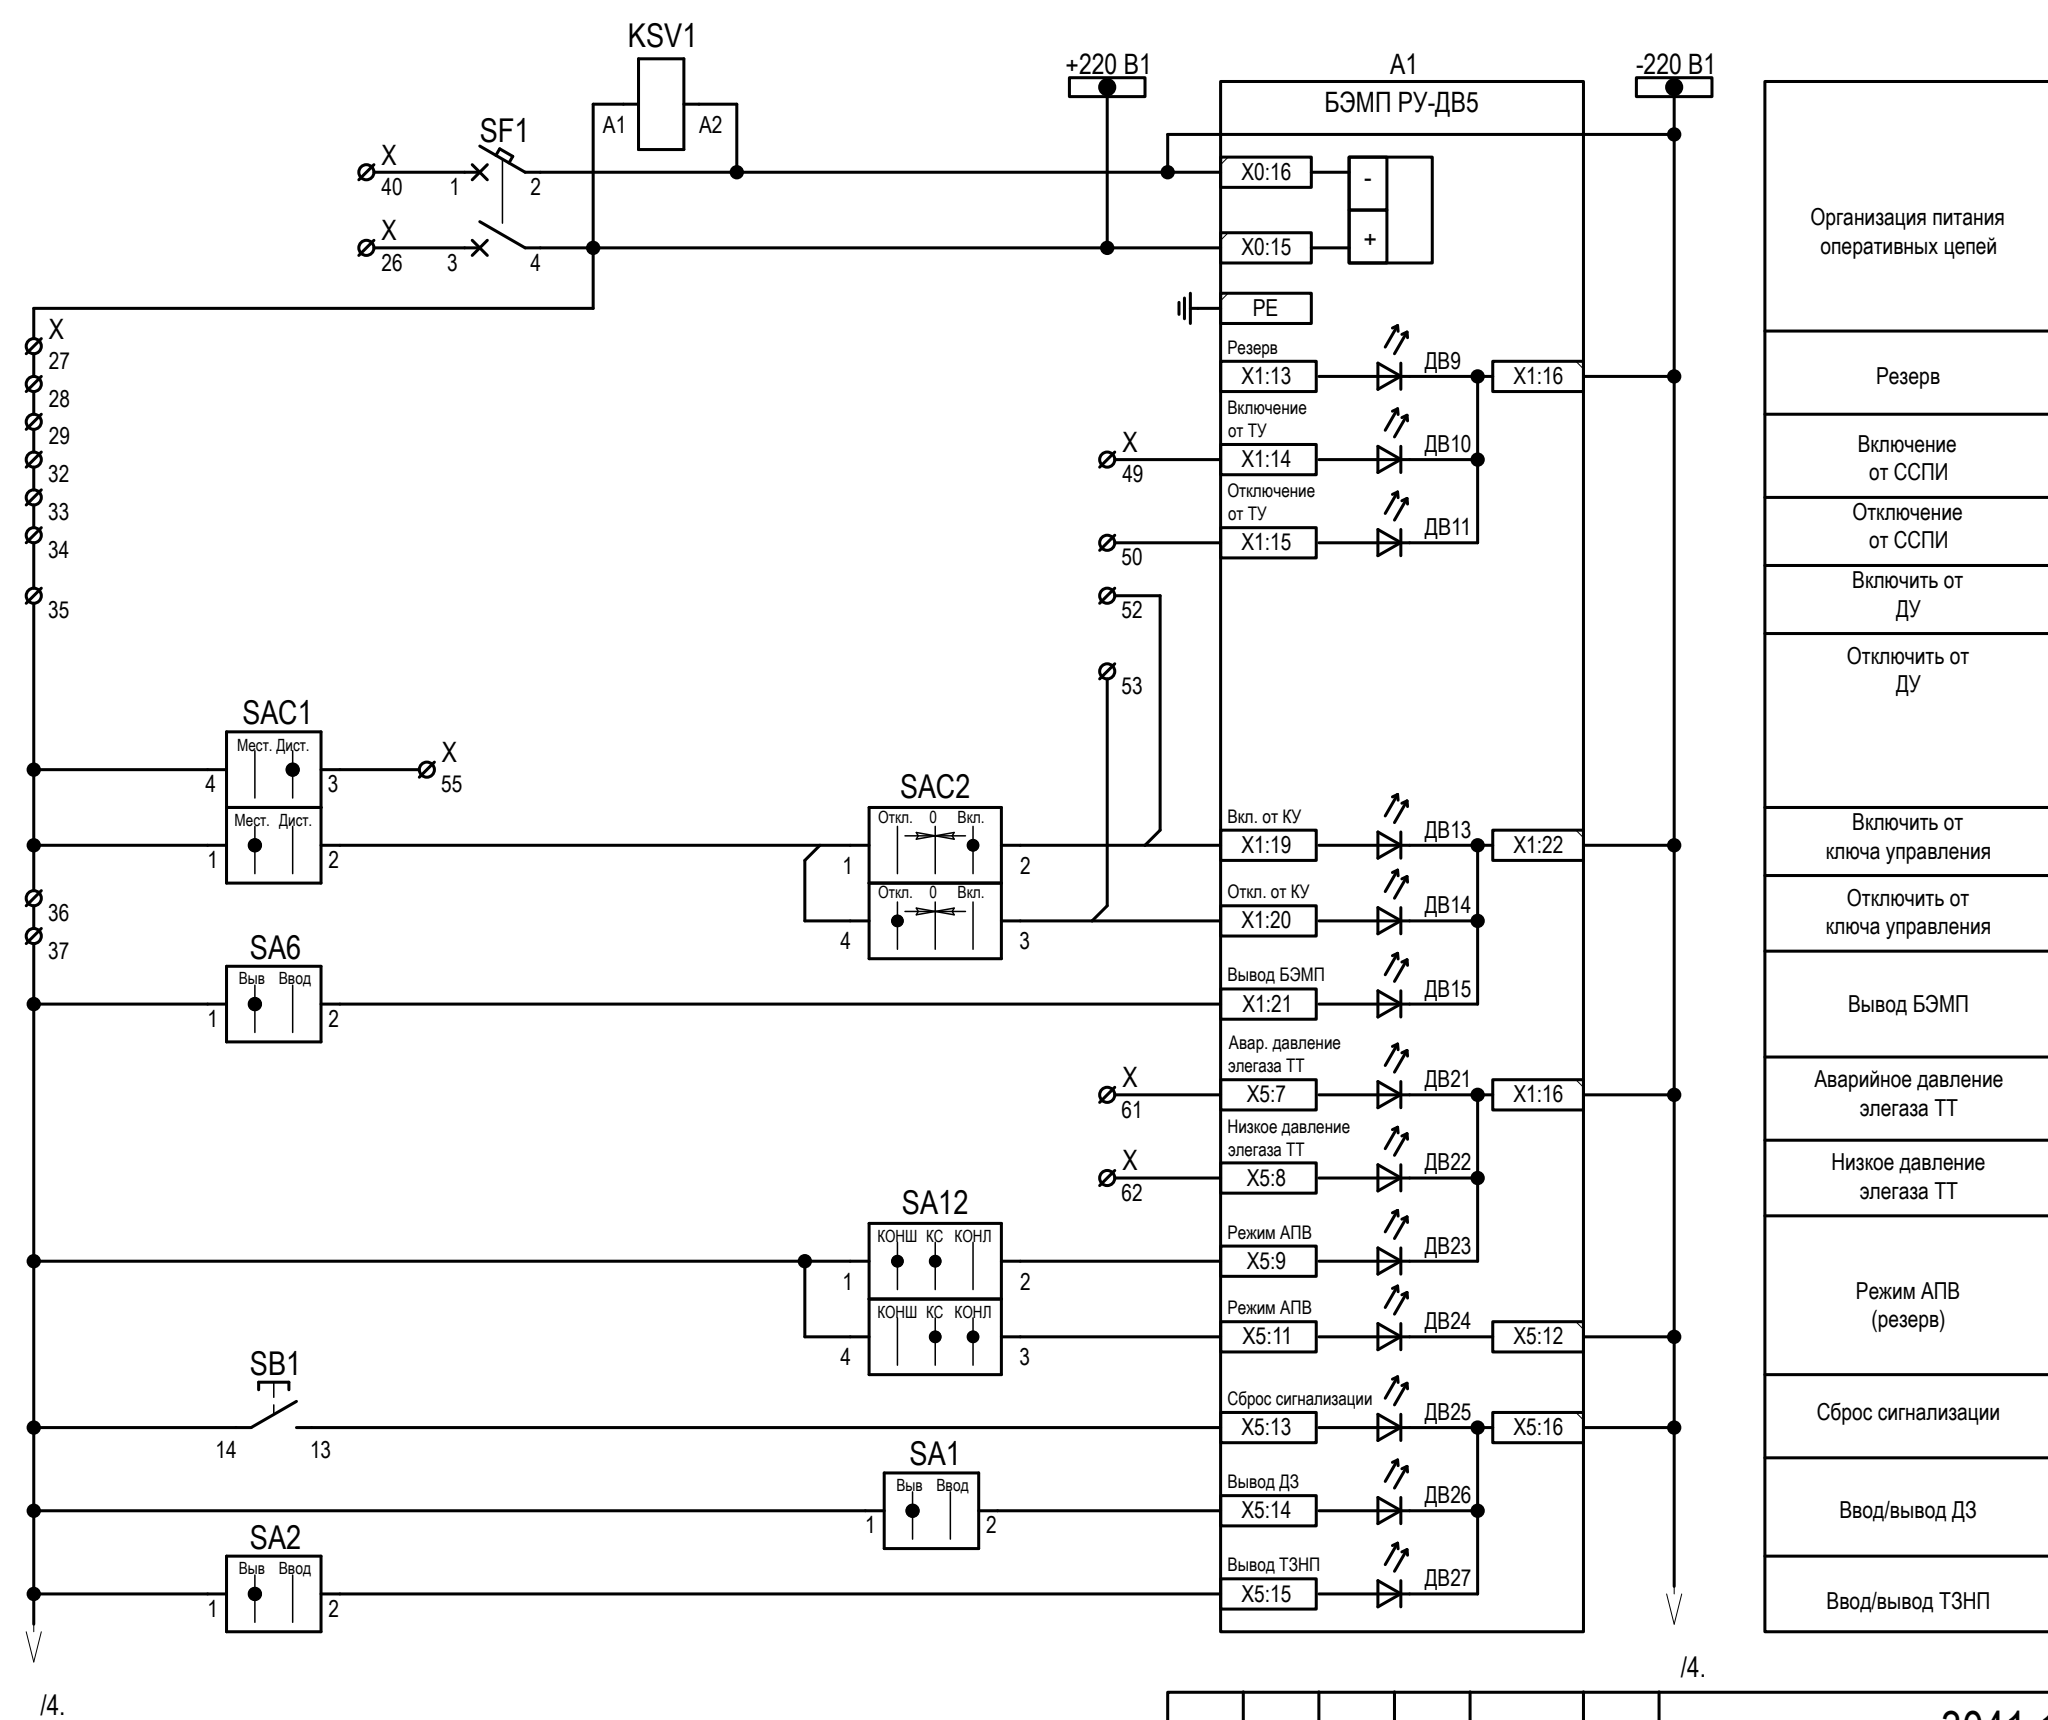 KSV1
A1
A2
+220 В1
A1
БЭМП РУ-ДВ5
-220 В1
SF1
X
40
1
2
X
26
3
4
X0:16
-
X0:15
+
PE
Организация питания
оперативных цепей
X
27
28
29
32
33
34
35
Резерв
X1:13
ДВ9
X1:16
Резерв
Включение
от ТУ
X
49
X1:14
ДВ10
Включение
от ССПИ
Отключение
от ТУ
50
X1:15
ДВ11
Отключение
от ССПИ
52
Включить от
ДУ
53
Отключить от
ДУ
SAC1
Мест. Дист.
4
3
X
55
Мест. Дист.
1
2
SAC2
Откл. 0 Вкл.
1
2
Откл. 0 Вкл.
4
3
Вкл. от КУ
X1:19
ДВ13
X1:22
Включить от
ключа управления
Откл. от КУ
X1:20
ДВ14
Отключить от
ключа управления
36
37
SA6
Выв Ввод
1
2
Вывод БЭМП
X1:21
ДВ15
Вывод БЭМП
Авар. давление
элегаза ТТ
X
61
X5:7
ДВ21
X1:16
Аварийное давление
элегаза ТТ
Низкое давление
элегаза ТТ
X
62
X5:8
ДВ22
Низкое давление
элегаза ТТ
SA12
КОНШ КС КОНЛ
1
2
КОНШ КС КОНЛ
4
3
Режим АПВ
X5:9
ДВ23
Режим АПВ
X5:11
ДВ24
X5:12
Режим АПВ
(резерв)
SB1
14
13
Сброс сигнализации
X5:13
ДВ25
X5:16
Сброс сигнализации
SA1
Выв Ввод
1
2
Вывод ДЗ
X5:14
ДВ26
Ввод/вывод ДЗ
SA2
Выв Ввод
1
2
Вывод ТЗНП
X5:15
ДВ27
Ввод/вывод ТЗНП
/4.
/4.